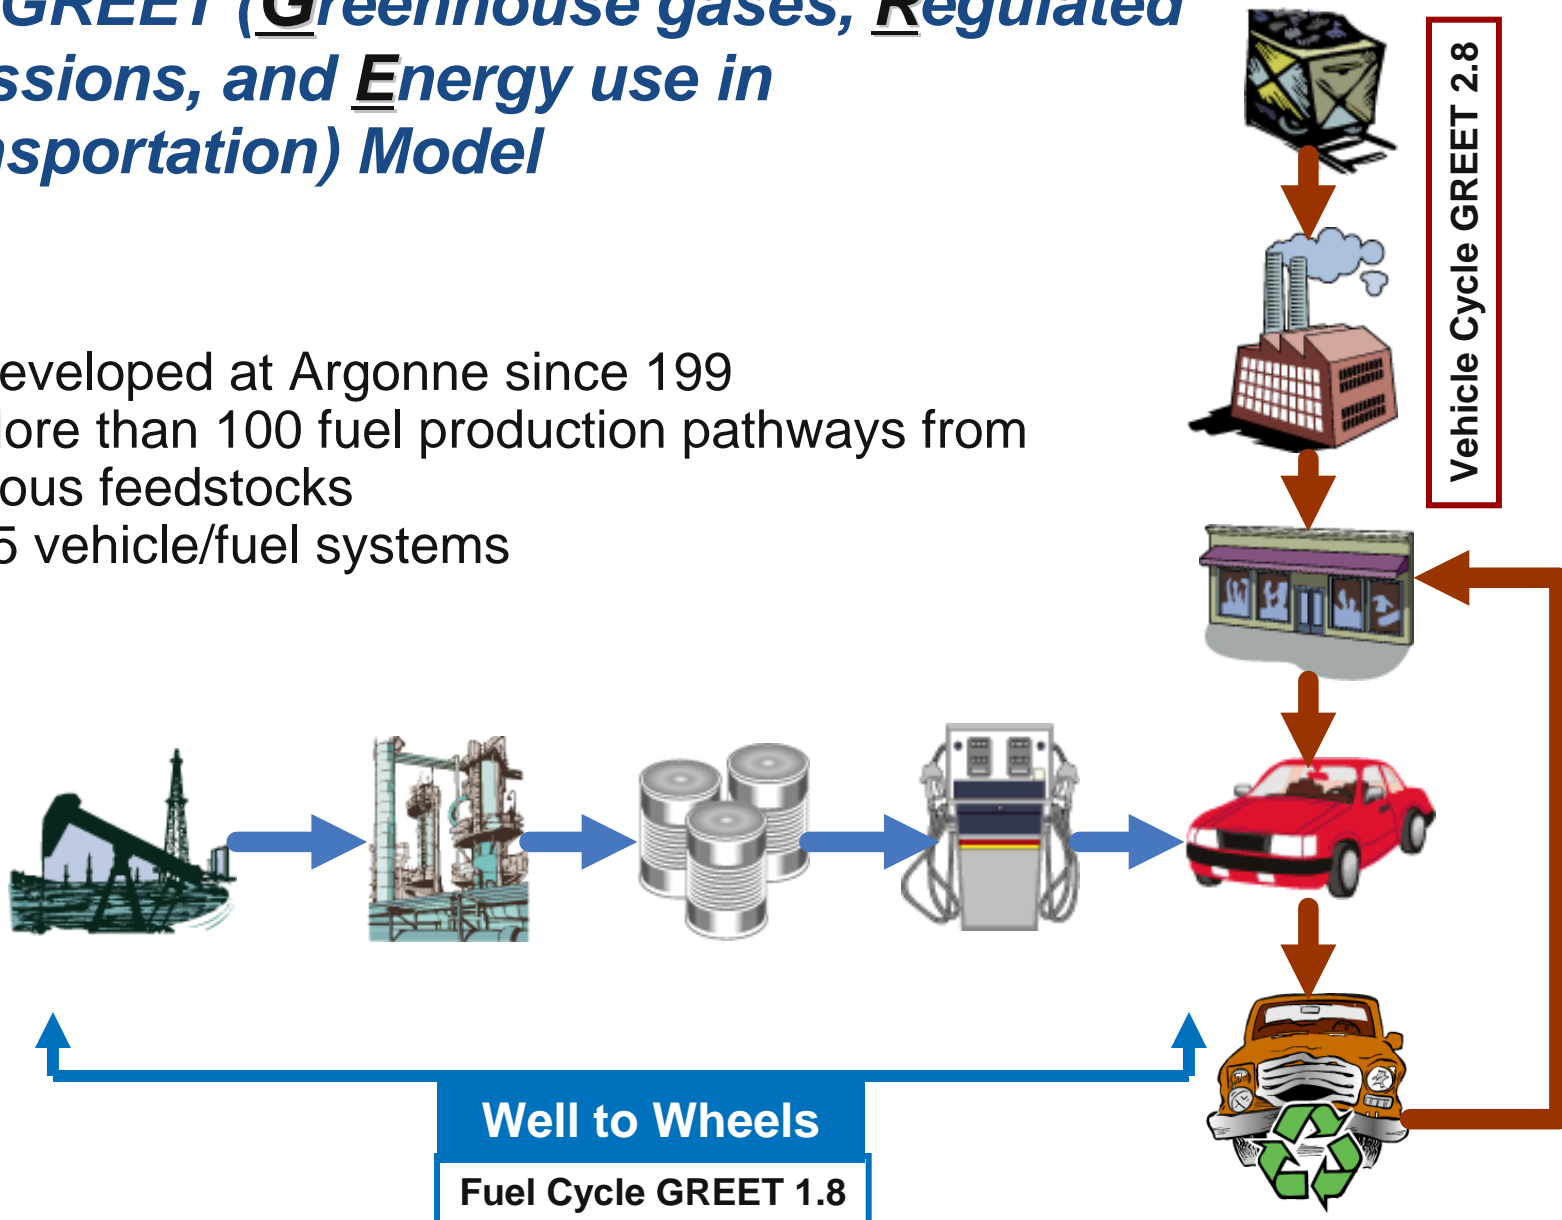 GREET (Greenhouse gases, Regulated
ssions, and Energy use in
nsportation) Model
eveloped at Argonne since 199
ore than 100 fuel production pathways from
ous feedstocks
5 vehicle/fuel systems
Vehicle Cycle GREET 2.8
Well to Wheels
Fuel Cycle GREET 1.8